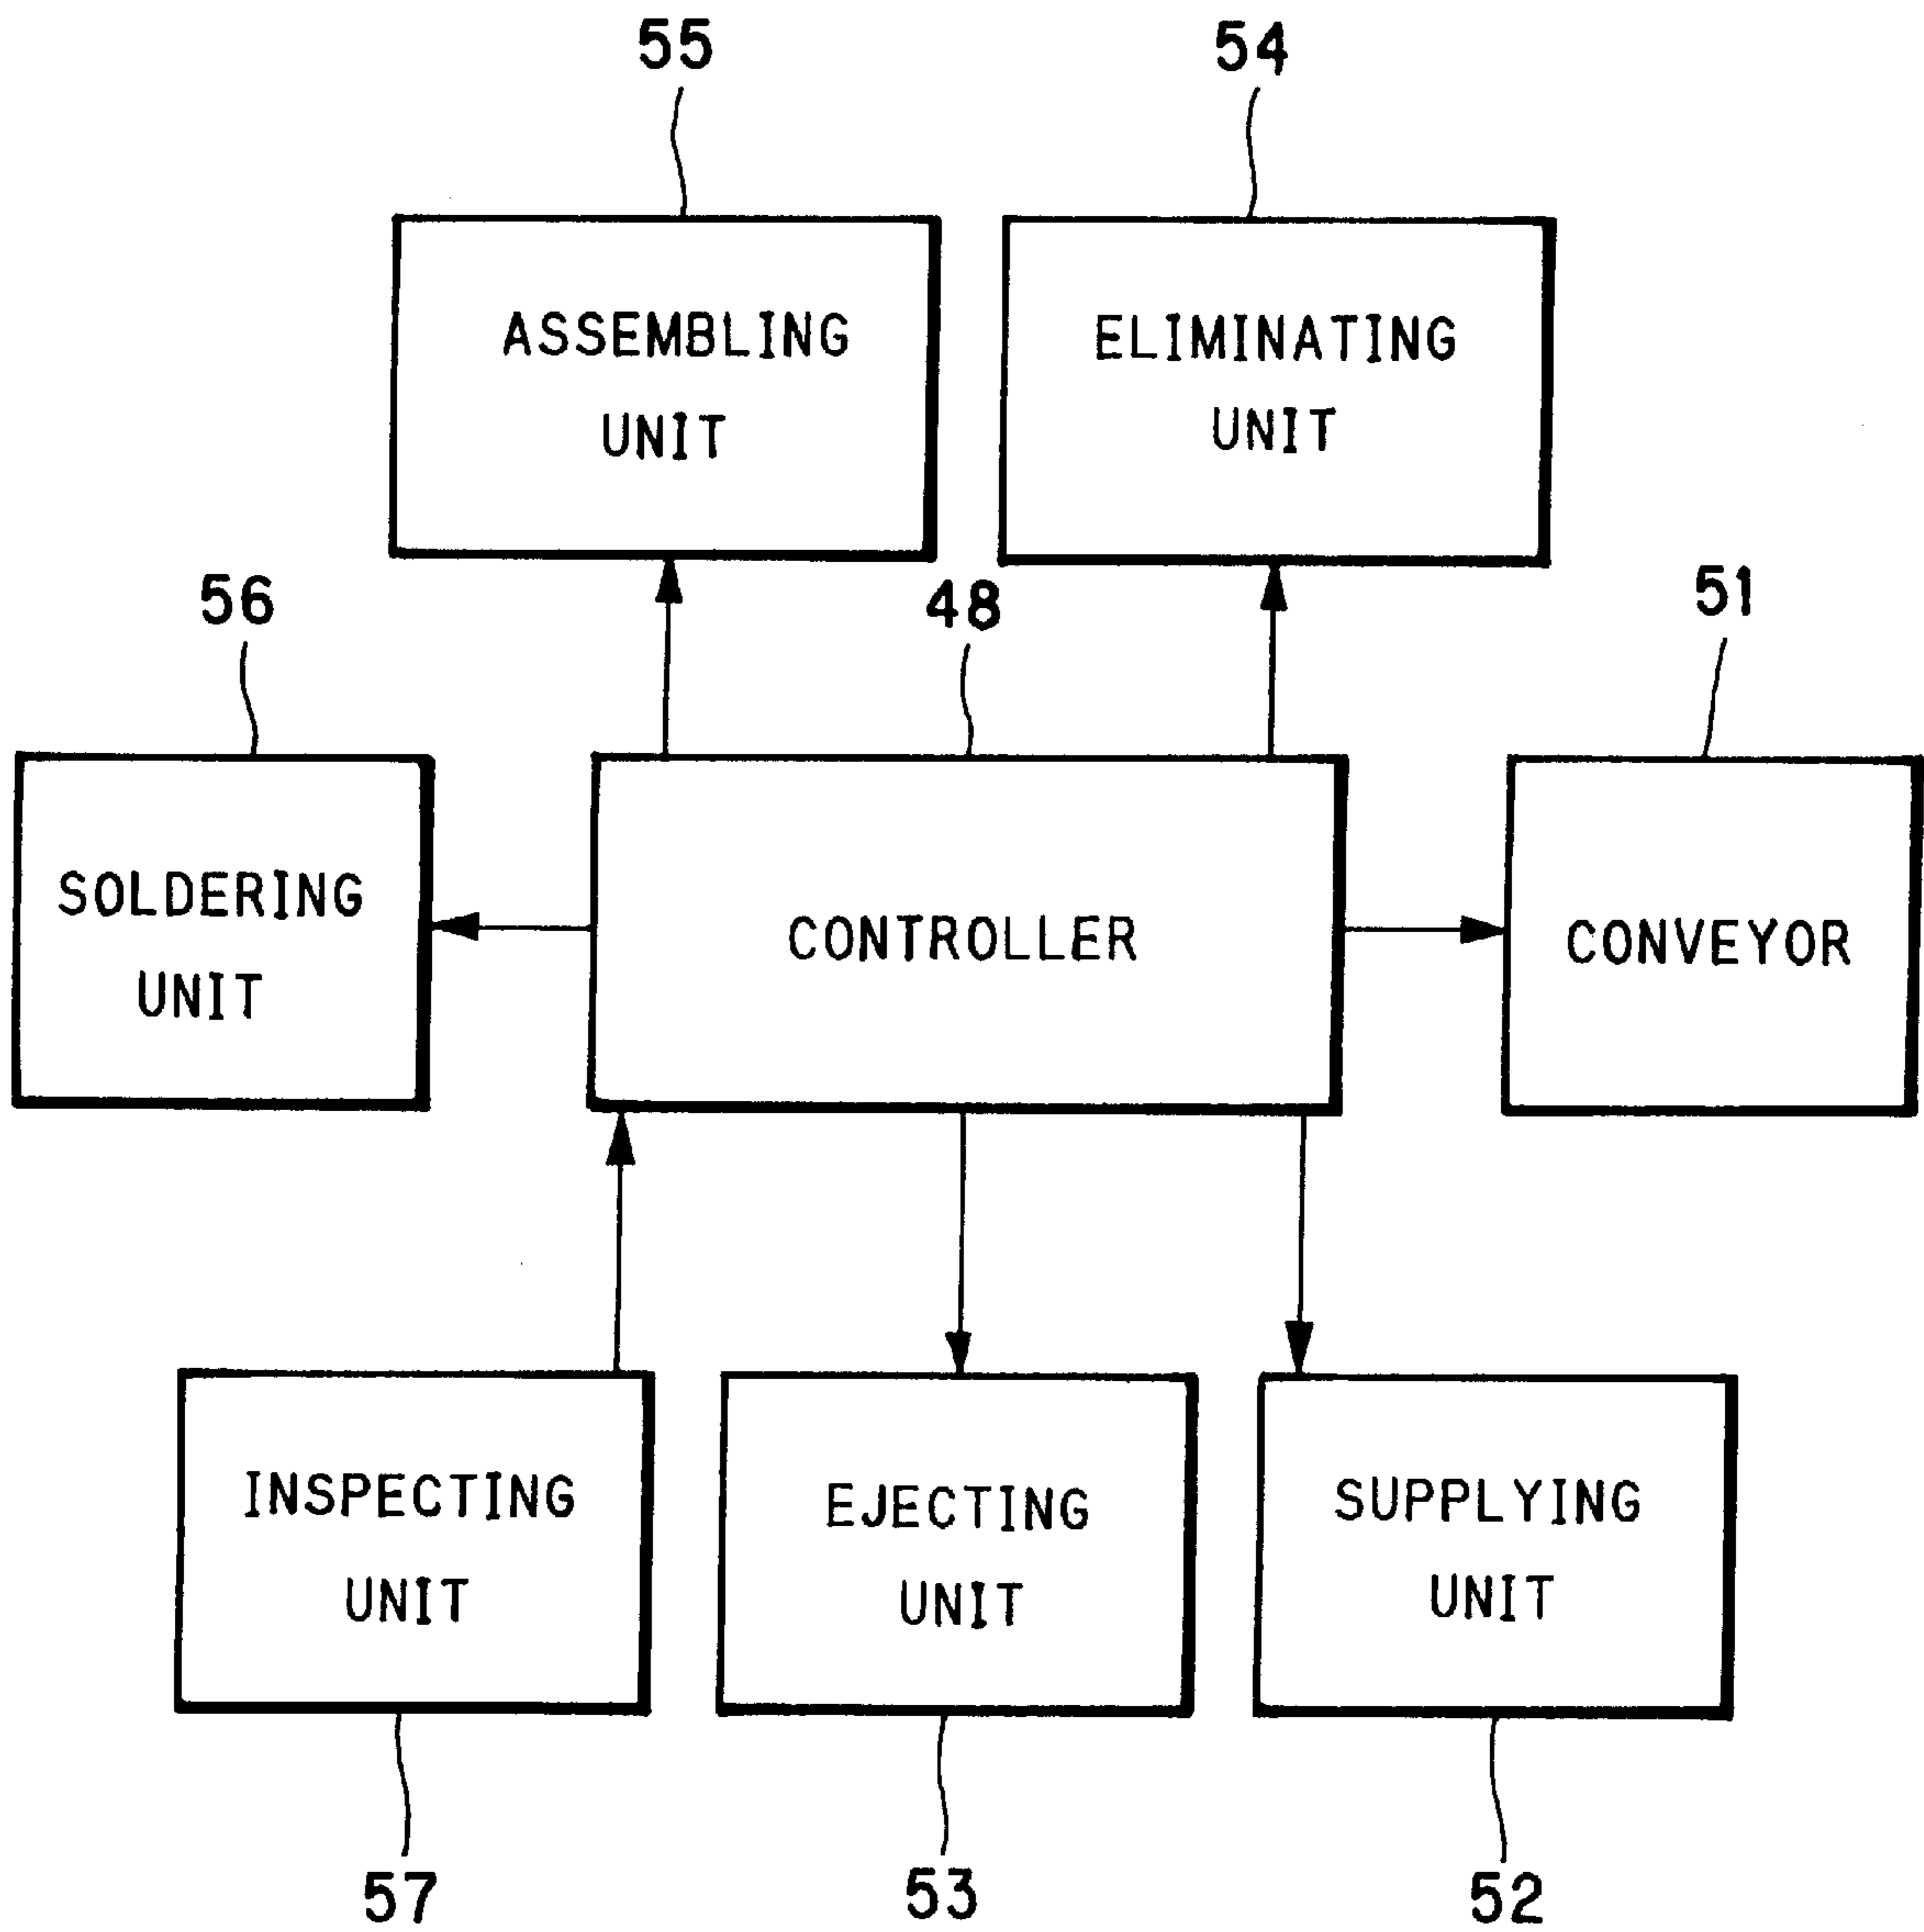 55
54
ASSEMBLING
UNIT
ELIMINATING
UNIT
56
48
51
SOLDERING
UNIT
CONTROLLER
CONVEYOR
INSPECTING
UNIT
EJECTING
UNIT
SUPPLYING
UNIT
57
53
52